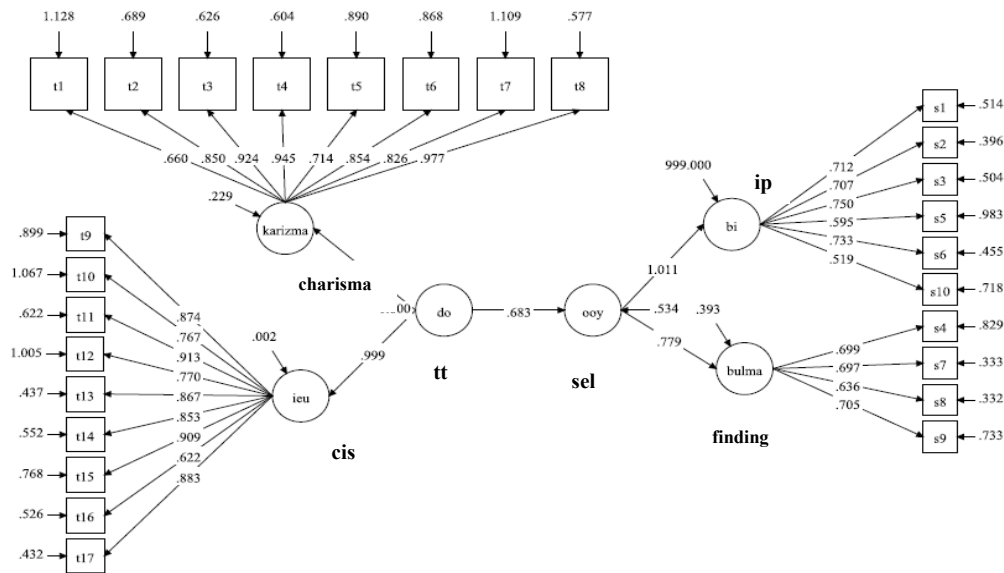 1.128 .689 .626 .604 .890 .868 1.109 .577
t1 t2 t3 t4 t5 t6 t7 t8
.660 .850 .924 .945 .714 .854 .826 .977
.229
karizma
charisma
.899 t9
1.067 t10
.622 t11
1.005 t12
.437 t13
.552 t14
.768 t15
.526 t16
.432 t17
.874
.767
.913
.770
.867
.853
.909
.622
.883
.002
ieu
cis
.999
do
tt
.683
ooy
sel
.534
1.011
.779
999.000
ip
bi
.712
.707
.750
.595
.733
.519
s1 .514
s2 .396
s3 .504
s5 .983
s6 .455
s10 .718
.393
bulma
finding
.699
.697
.636
.705
s4 .829
s7 .333
s8 .332
s9 .733